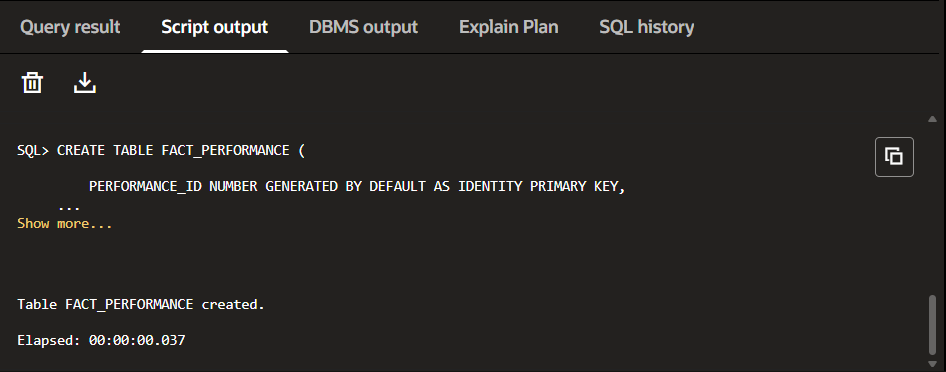 Query result Script output DBMS output Explain Plan SQL history
SQL> CREATE TABLE FACT_PERFORMANCE (
PERFORMANCE_ID NUMBER GENERATED BY DEFAULT AS IDENTITY PRIMARY KEY,
...
Show more...
Table FACT_PERFORMANCE created.
Elapsed: 00:00:00.037